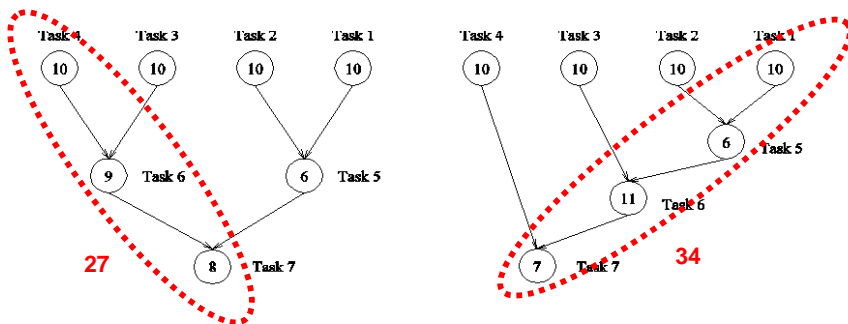 Task 4 Task 3 Task 2 Task 1
10 10 10 10
9 Task 6 6 Task 5
27 8 Task 7
Task 4 Task 3 Task 2 Task 1
10 10 10 10
6 Task 5
11 Task 6
7 Task 7 34